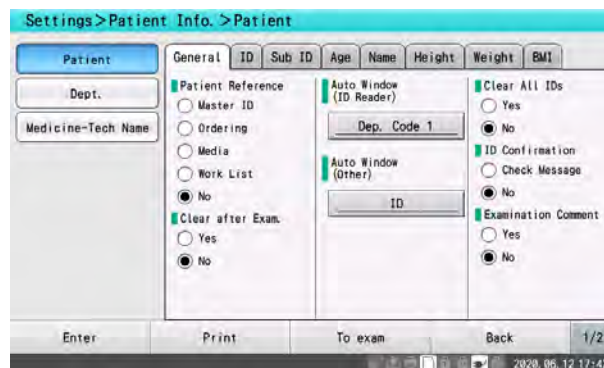 Settings>Patient Info. >Patient
Patient
Dept.
Medicine-Tech Name
General ID Sub ID Age Name Height Weight BMI
Patient Reference
Master ID
Ordering
Media
Work List
No
Clear after Exam.
Yes
No
Auto Window
(ID Reader)
Dep. Code 1
Auto Window
(Other)
ID
Clear All IDs
Yes
No
ID Confirmation
Check Message
No
Examination Comment
Yes
No
Enter Print To exam Back 1/2
2020.06.12 17:4